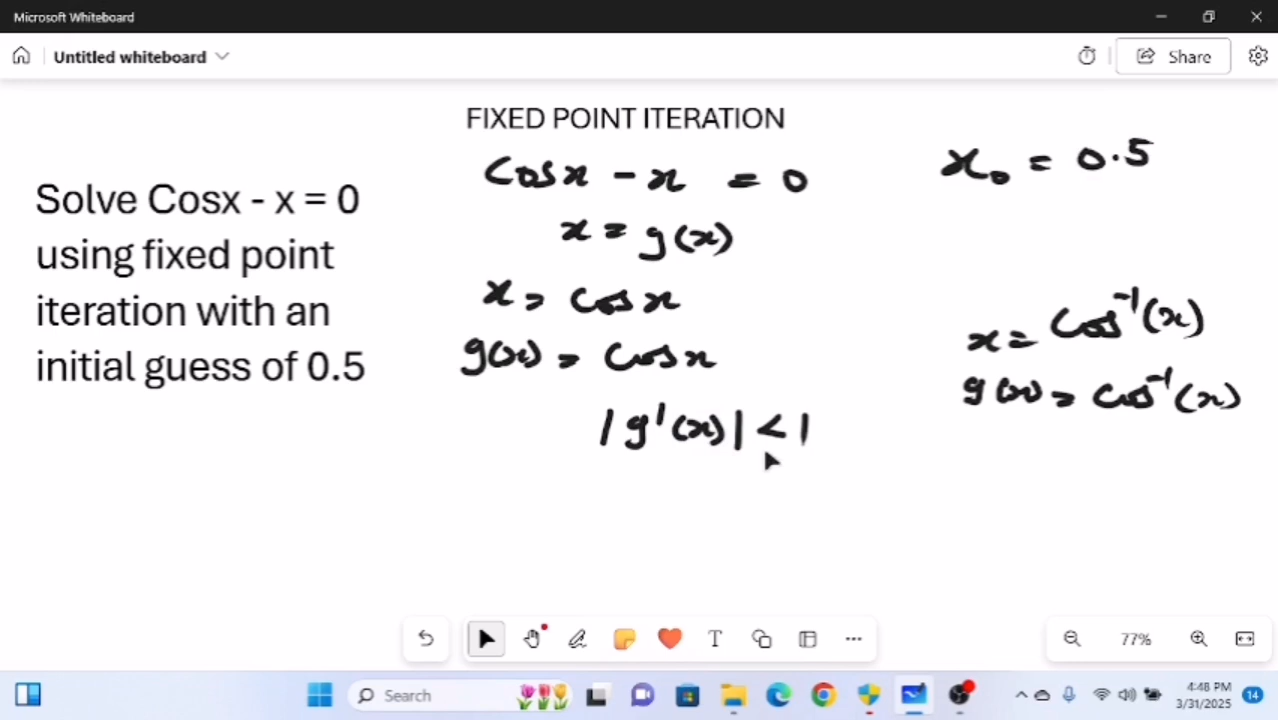 Microsoft Whiteboard
Untitled whiteboard
Share
FIXED POINT ITERATION
Solve Cosx - x = 0
using fixed point
iteration with an
initial guess of 0.5
Cosx - x = 0
x = g(x)
x = cosx
g(x) = cosx
|g'(x)| < 1
x₀ = 0.5
x = cos⁻¹(x)
g(x) = cos⁻¹(x)
T
77%
Search
4:48 PM
3/31/2025
14